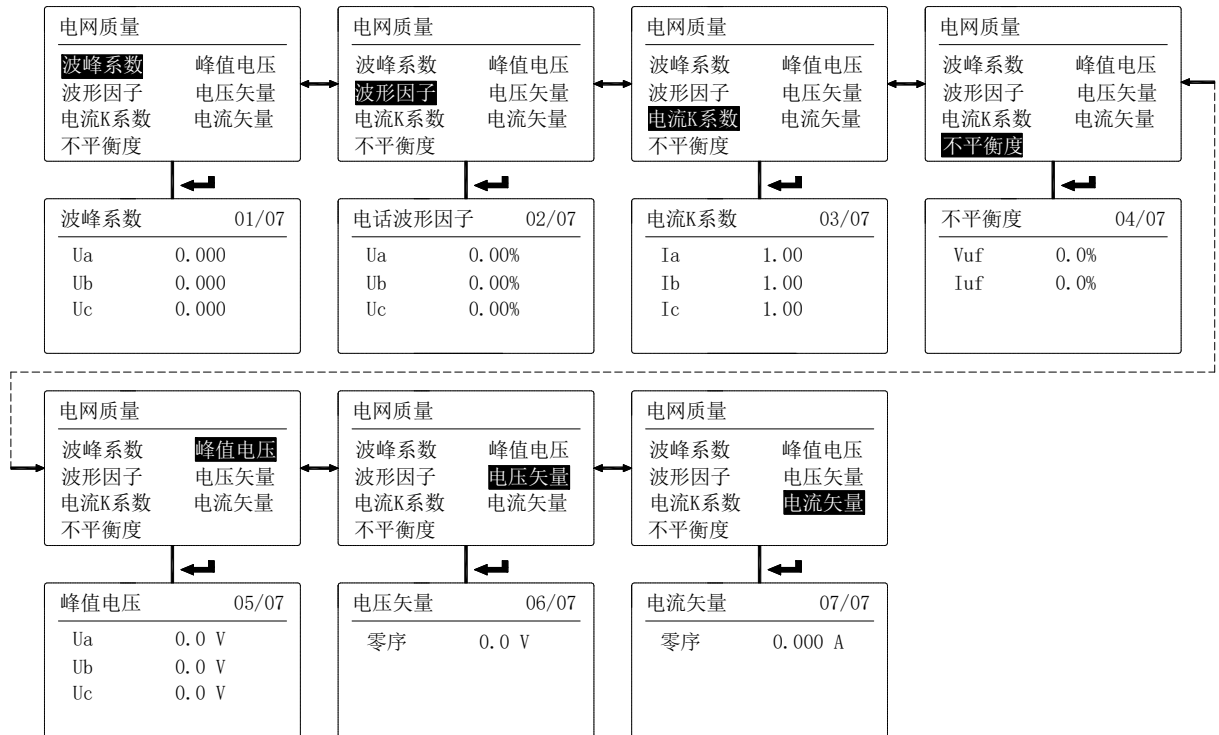 电网质量
波峰系数 峰值电压
波形因子 电压矢量
电流K系数 电流矢量
不平衡度
电网质量
波峰系数 峰值电压
波形因子 电压矢量
电流K系数 电流矢量
不平衡度
电网质量
波峰系数 峰值电压
波形因子 电压矢量
电流K系数 电流矢量
不平衡度
电网质量
波峰系数 峰值电压
波形因子 电压矢量
电流K系数 电流矢量
不平衡度
波峰系数 01/07
Ua 0.000
Ub 0.000
Uc 0.000
电话波形因子 02/07
Ua 0.00%
Ub 0.00%
Uc 0.00%
电流K系数 03/07
Ia 1.00
Ib 1.00
Ic 1.00
不平衡度 04/07
Vuf 0.0%
Iuf 0.0%
电网质量
波峰系数 峰值电压
波形因子 电压矢量
电流K系数 电流矢量
不平衡度
电网质量
波峰系数 峰值电压
波形因子 电压矢量
电流K系数 电流矢量
不平衡度
电网质量
波峰系数 峰值电压
波形因子 电压矢量
电流K系数 电流矢量
不平衡度
峰值电压 05/07
Ua 0.0 V
Ub 0.0 V
Uc 0.0 V
电压矢量 06/07
零序 0.0 V
电流矢量 07/07
零序 0.000 A